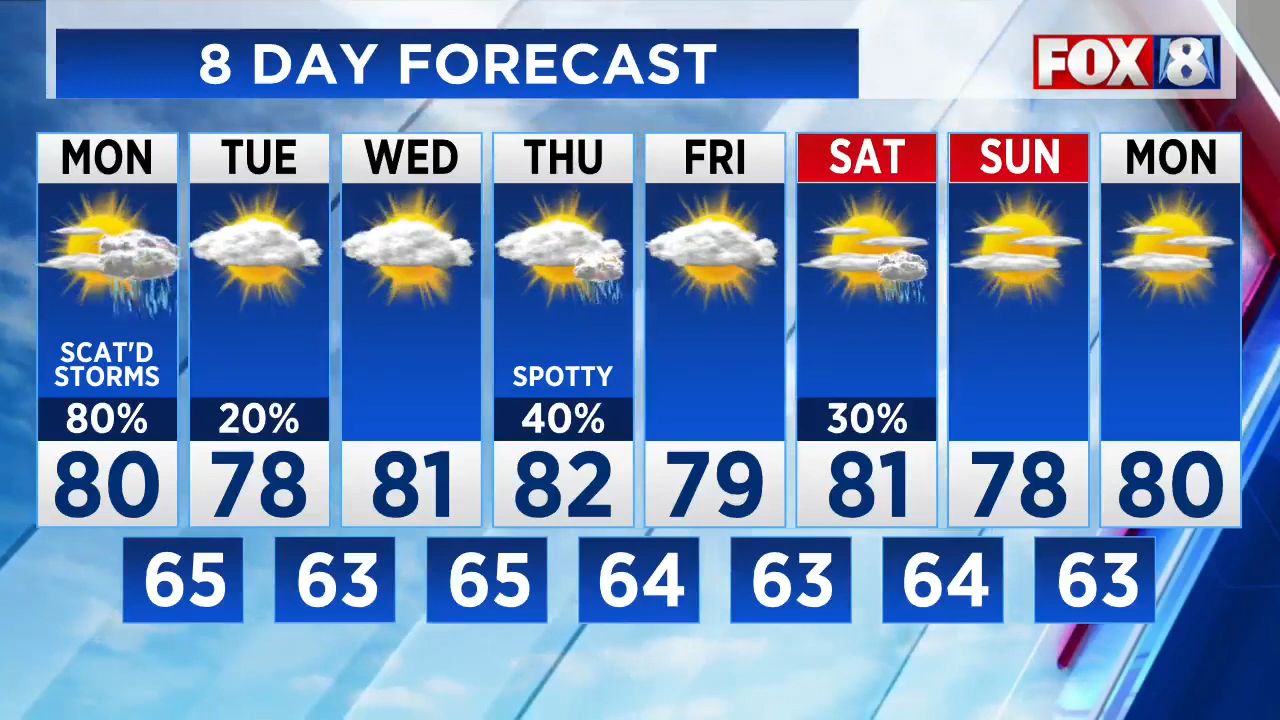 8 DAY FORECAST
FOX 8
MON TUE WED THU FRI SAT SUN MON
SCAT'D
STORMS SPOTTY
80% 20% 40% 30%
80 78 81 82 79 81 78 80
65 63 65 64 63 64 63